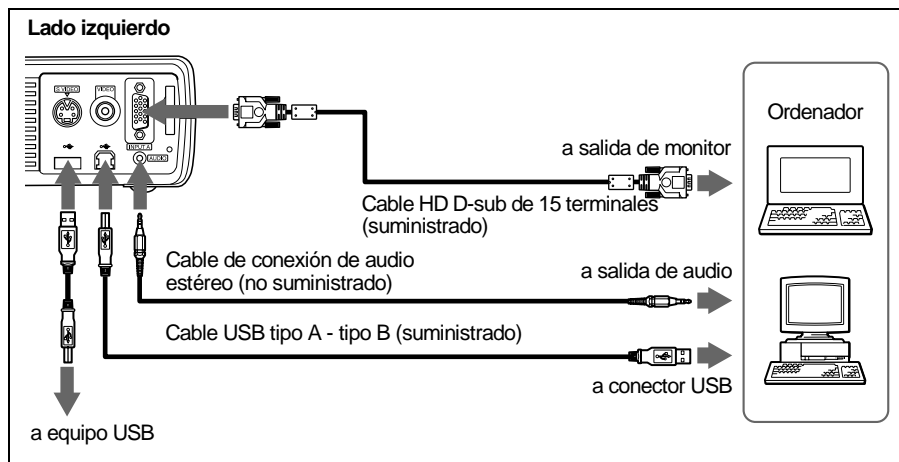 Lado izquierdo
S VIDEO
VIDEO
INPUT A
AUDIO
Ordenador
a salida de monitor
Cable HD D-sub de 15 terminales
(suministrado)
Cable de conexión de audio
estéreo (no suministrado)
a salida de audio
Cable USB tipo A - tipo B (suministrado)
a conector USB
a equipo USB